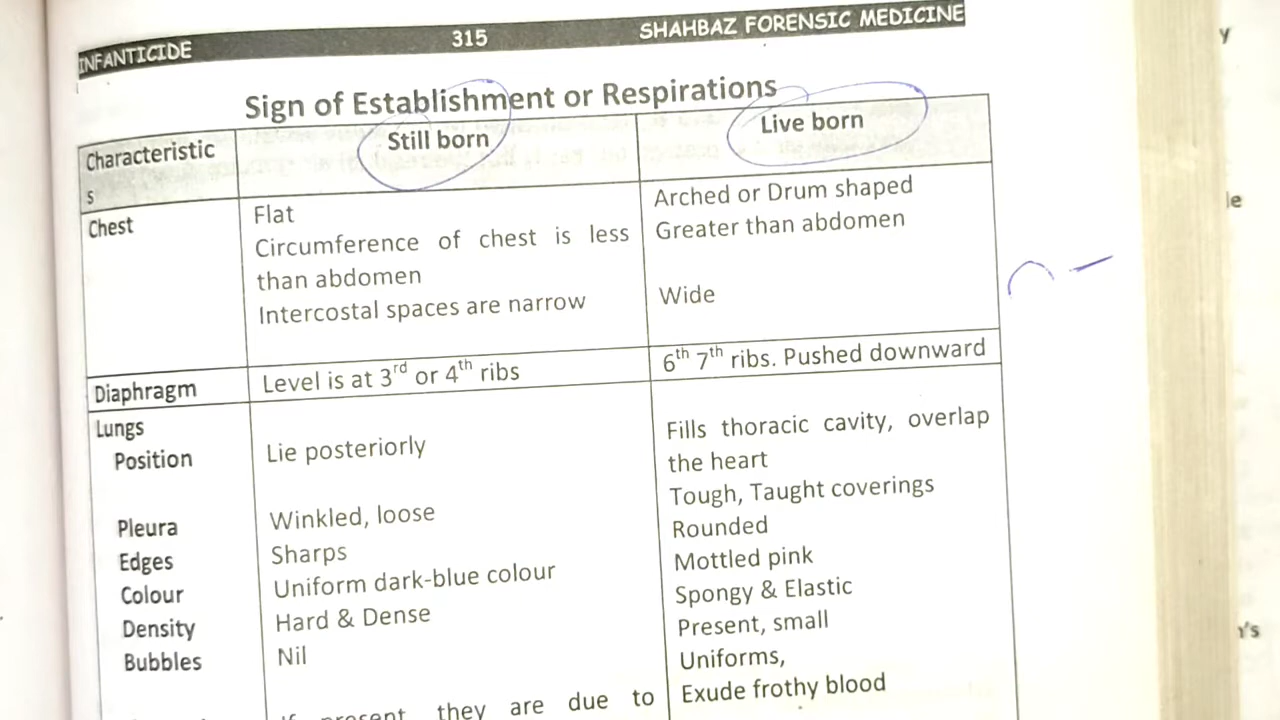 INFANTICIDE 315 SHAHBAZ FORENSIC MEDICINE
Sign of Establishment or Respirations
Characteristic
s
Still born
Live born
Chest
Flat
Circumference of chest is less
than abdomen
Intercostal spaces are narrow
Arched or Drum shaped
Greater than abdomen
Wide
Diaphragm
Level is at 3rd or 4th ribs
6th 7th ribs. Pushed downward
Lungs
Position
Lie posteriorly
Fills thoracic cavity, overlap
the heart
Pleura
Winkled, loose
Tough, Taught coverings
Edges
Sharps
Rounded
Colour
Uniform dark-blue colour
Mottled pink
Density
Hard & Dense
Spongy & Elastic
Bubbles
Nil
Present, small
Uniforms,
If present, they are due to
Exude frothy blood
y
le
's